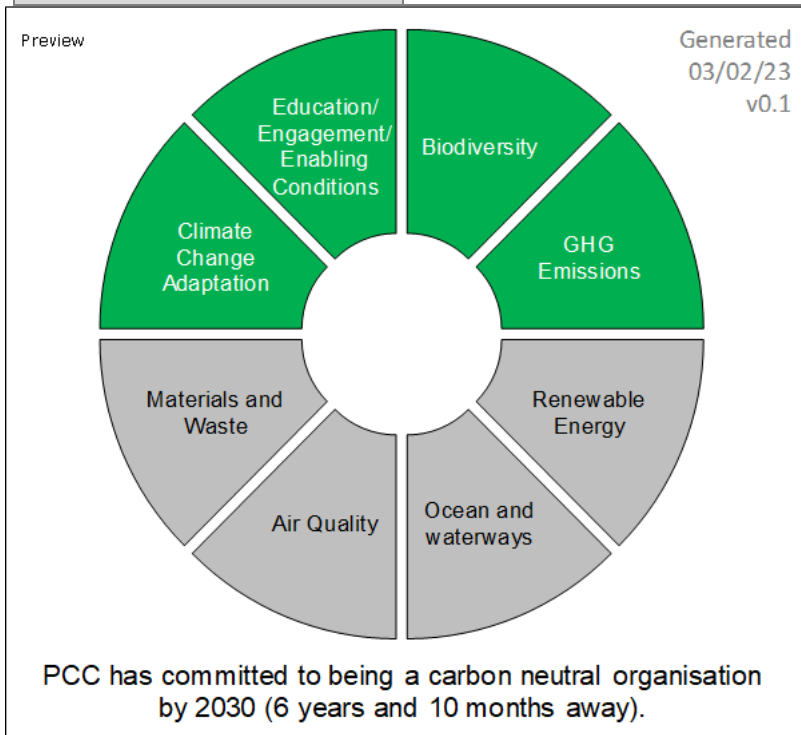 Preview
Generated
03/02/23
v0.1
Education/
Engagement/
Enabling
Conditions
Biodiversity
Climate
Change
Adaptation
GHG
Emissions
Materials and
Waste
Renewable
Energy
Air Quality
Ocean and
waterways
PCC has committed to being a carbon neutral organisation
by 2030 (6 years and 10 months away).